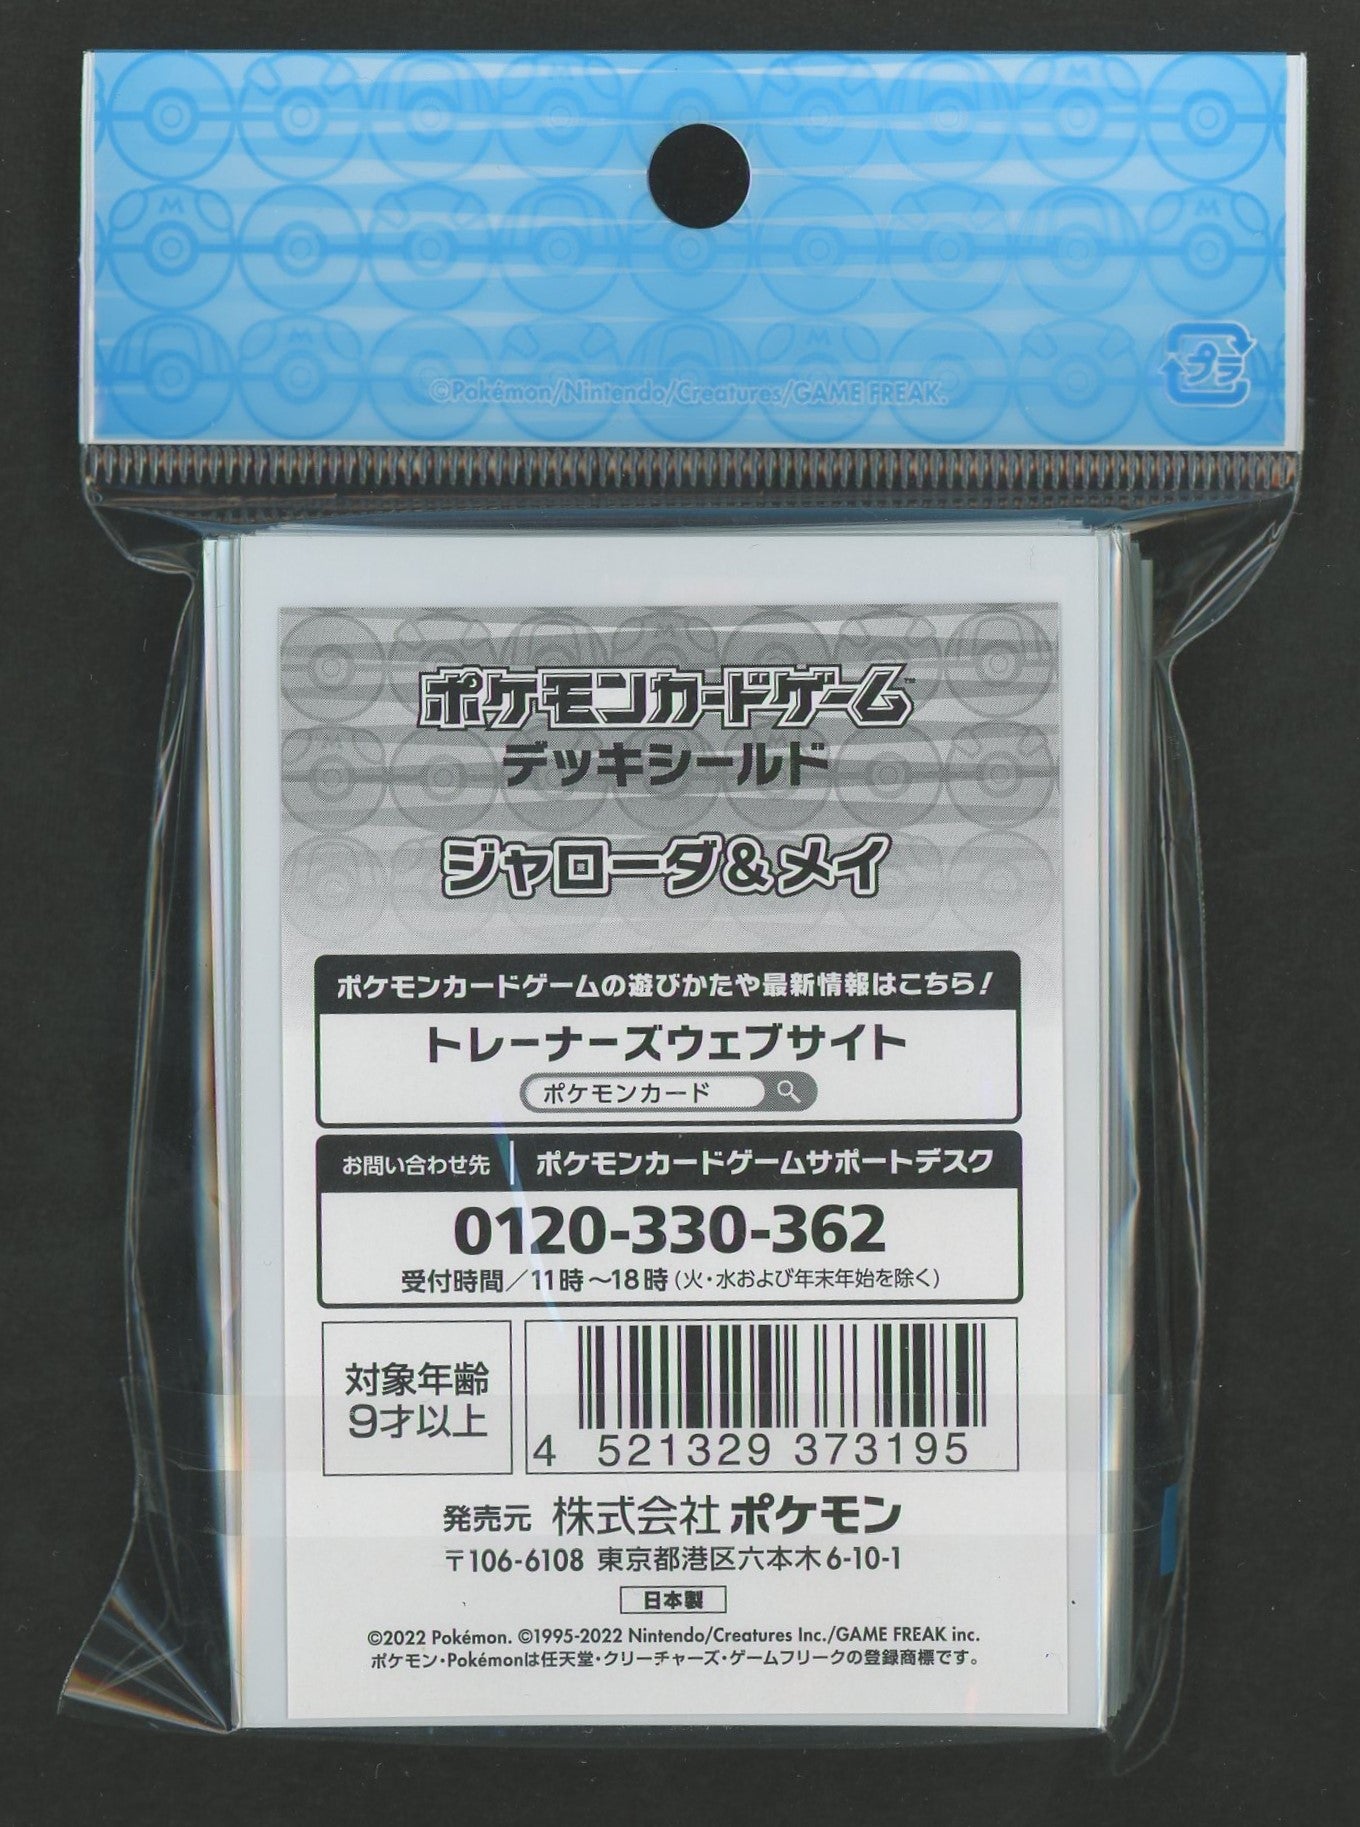 ©Pokémon/Nintendo/Creatures/GAME FREAK.
プラ
ポケモンカードゲーム™
デッキシールド
ジャローダ&メイ
ポケモンカードゲームの遊びかたや最新情報はこちら!
トレーナーズウェブサイト
ポケモンカード
お問い合わせ先 ポケモンカードゲームサポートデスク
0120-330-362
受付時間/11時~18時(火・水および年末年始を除く)
対象年齢
9才以上
4 521329 373195
発売元 株式会社ポケモン
〒106-6108 東京都港区六本木6-10-1
日本製
©2022 Pokémon. ©1995-2022 Nintendo/Creatures Inc./GAME FREAK inc.
ポケモン・Pokémonは任天堂・クリーチャーズ・ゲームフリークの登録商標です。